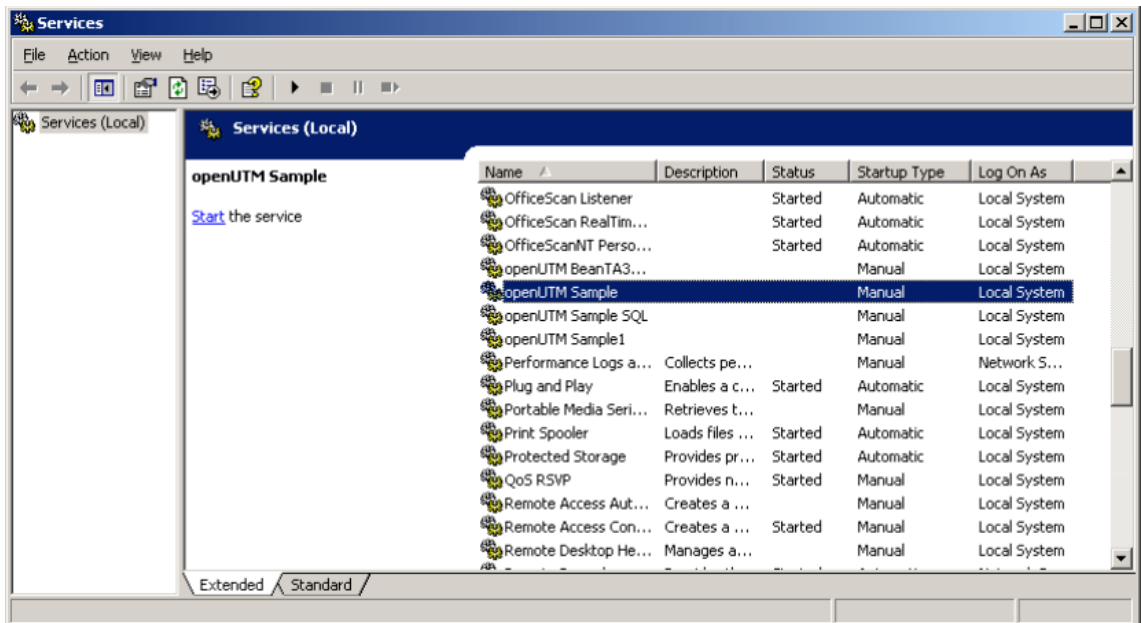 Services
File Action View Help
Services (Local)
Services (Local)
openUTM Sample
Start the service
Name Description Status Startup Type Log On As
OfficeScan Listener Started Automatic Local System
OfficeScan RealTim... Started Automatic Local System
OfficeScanNT Perso... Started Automatic Local System
openUTM BeanTA3... Manual Local System
openUTM Sample Manual Local System
openUTM Sample SQL Manual Local System
openUTM Sample1 Manual Local System
Performance Logs a... Collects pe... Manual Network S...
Plug and Play Enables a c... Started Automatic Local System
Portable Media Seri... Retrieves t... Manual Local System
Print Spooler Loads files ... Started Automatic Local System
Protected Storage Provides pr... Started Automatic Local System
QoS RSVP Provides n... Started Manual Local System
Remote Access Aut... Creates a ... Manual Local System
Remote Access Con... Creates a ... Started Manual Local System
Remote Desktop He... Manages a... Manual Local System
Extended Standard